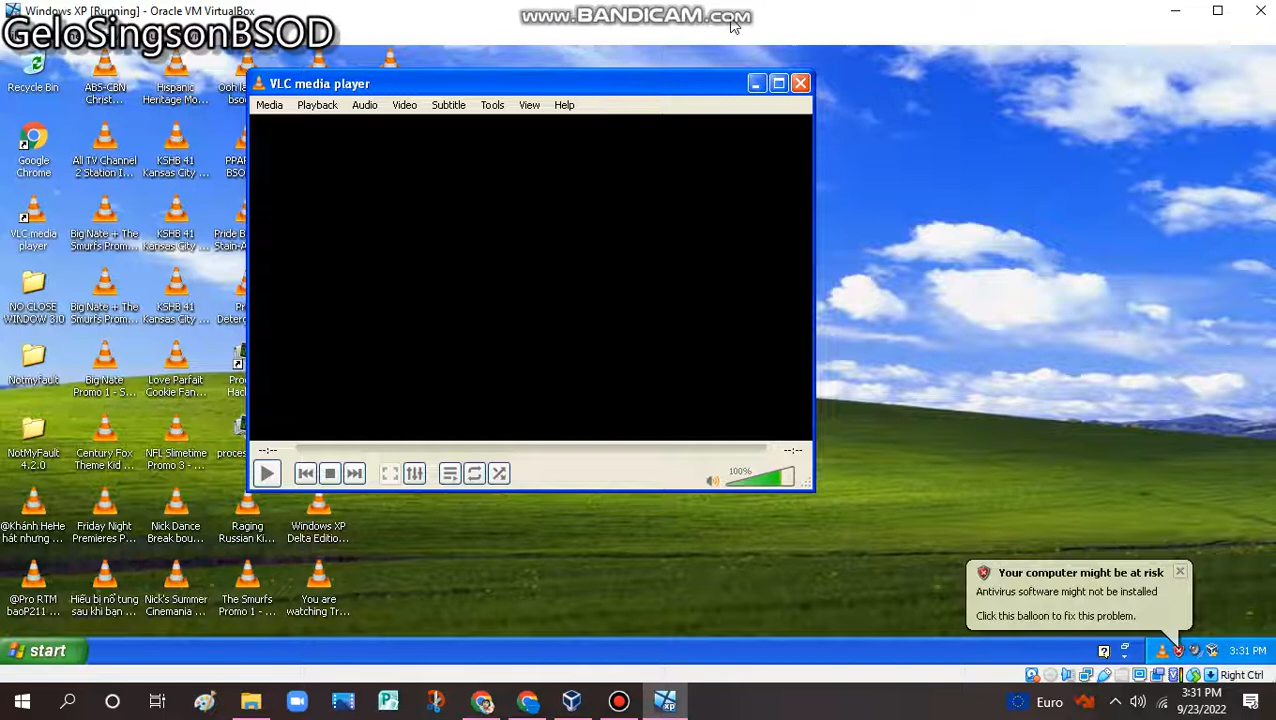 Windows XP [Running] - Oracle VM VirtualBox
www.BANDICAM.com
GeloSingsonBSOD
Recycle Bin
ABS-CBN Christ...
Hispanic Heritage Mo...
VLC media player
Media Playback Audio Video Subtitle Tools View Help
Google Chrome
All TV Channel 2 Station I...
KSHB 41 Kansas City ...
VLC media player
Big Nate + The Smurfs Prom...
KSHB 41 Kansas City ...
NO CLOSE WINDOW 3.0
Big Nate + The Smurfs Prom...
KSHB 41 Kansas City ...
Notmyfault
Big Nate Promo 1 - S...
Love Parfait Cookie Fan...
NotMyFault 4.2.0
Century Fox Theme Kid ...
NFL Slimetime Promo 3 - ...
--:--
--:--
100%
@Khánh HeHe hát nhưng ...
Friday Night Premieres P...
Nick Dance Break bou...
Raging Russian Ki...
Windows XP Delta Editio...
@Pro RTM baoP211 ...
Hiếu bị nổ tung sau khi bạn ...
Nick's Summer Cinemania ...
The Smurfs Promo 1 - ...
You are watching Tr...
Your computer might be at risk
Antivirus software might not be installed
Click this balloon to fix this problem.
start
3:31 PM
Right Ctrl
Euro
3:31 PM
9/23/2022